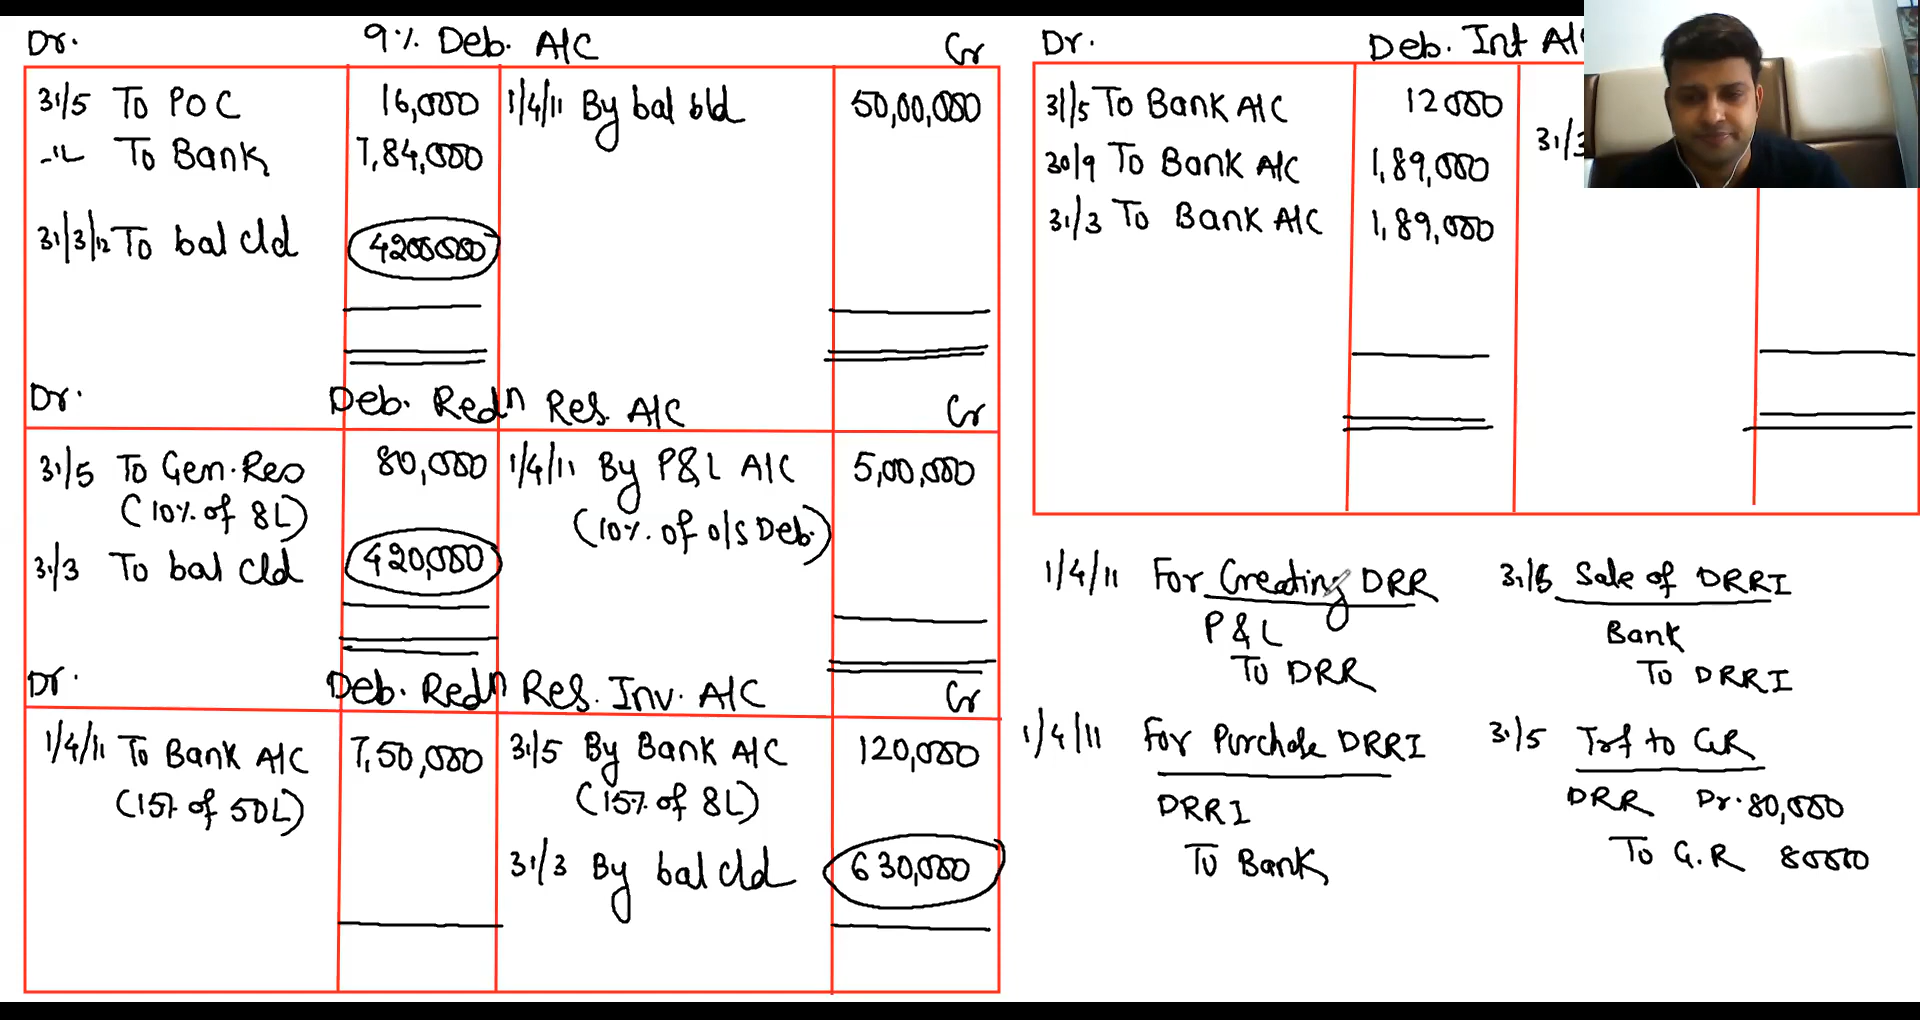 Dr. 9% Deb. A/C Cr
31/5 To POC 16,000 1/4/11 By bal b/d 50,00,000
-"- To Bank 7,84,000
31/3/12 To bal c/d 4200000
Dr. Deb. Redn Res. A/C Cr
31/5 To Gen. Res 80,000 1/4/11 By P&L A/C 5,00,000
(10% of 8L) (10% of o/s Deb.)
31/3 To bal c/d 420,000
Dr. Deb. Redn Res. Inv. A/C Cr
1/4/11 To Bank A/C 7,50,000 31/5 By Bank A/C 120,000
(15% of 50L) (15% of 8L)
31/3 By bal c/d 630,000
Dr. Deb. Int A/C
31/5 To Bank A/C 12000
30/9 To Bank A/C 1,89,000 31/3
31/3 To Bank A/C 1,89,000
1/4/11 For Creating DRR
P&L
To DRR
1/4/11 For Purchase DRRI
DRRI
To Bank
31/5 Sale of DRRI
Bank
To DRRI
31/5 Trf to GR
DRR Dr. 80,000
To G.R 80000